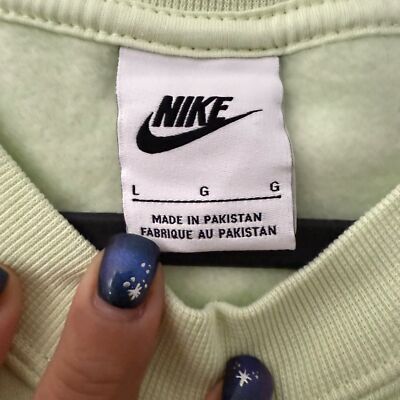 NIKE
L G G
MADE IN PAKISTAN
FABRIQUE AU PAKISTAN